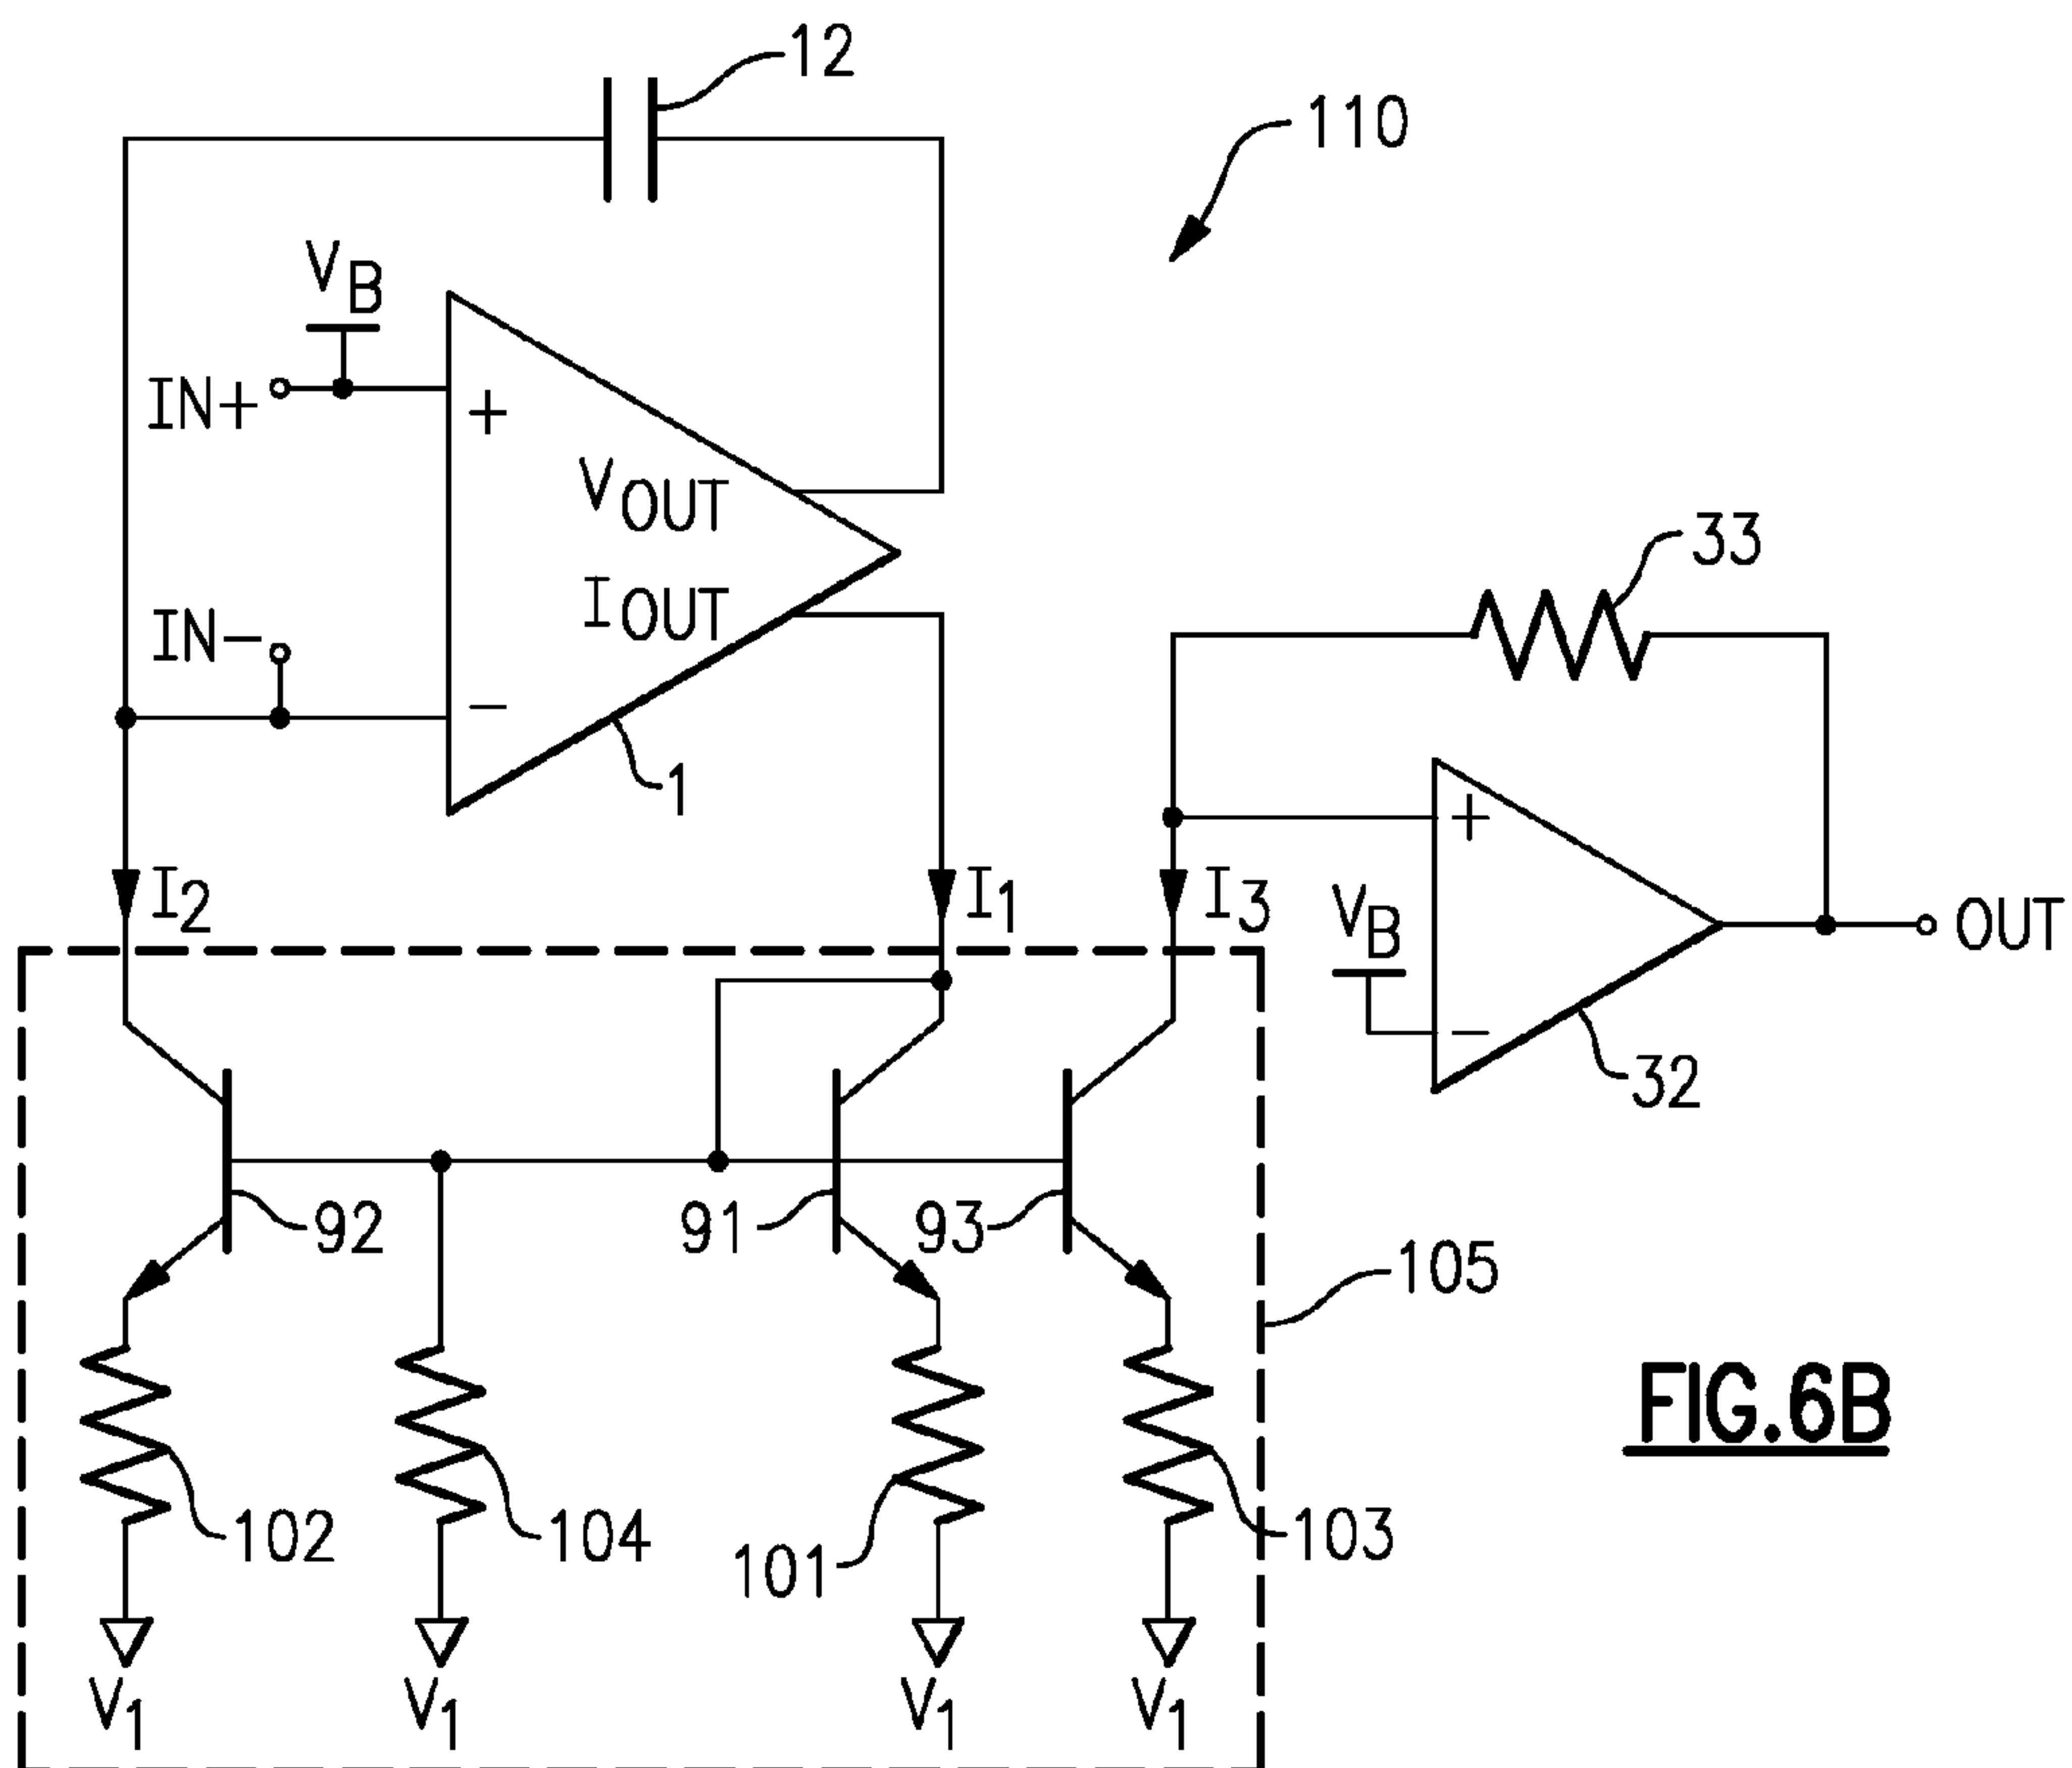 12
110
VB
IN+
+
VOUT
IOUT
33
IN-
-
1
+
I2
I1
I3
VB
OUT
-
32
92
91
93
105
FIG.6B
102
104
101
103
V1
V1
V1
V1